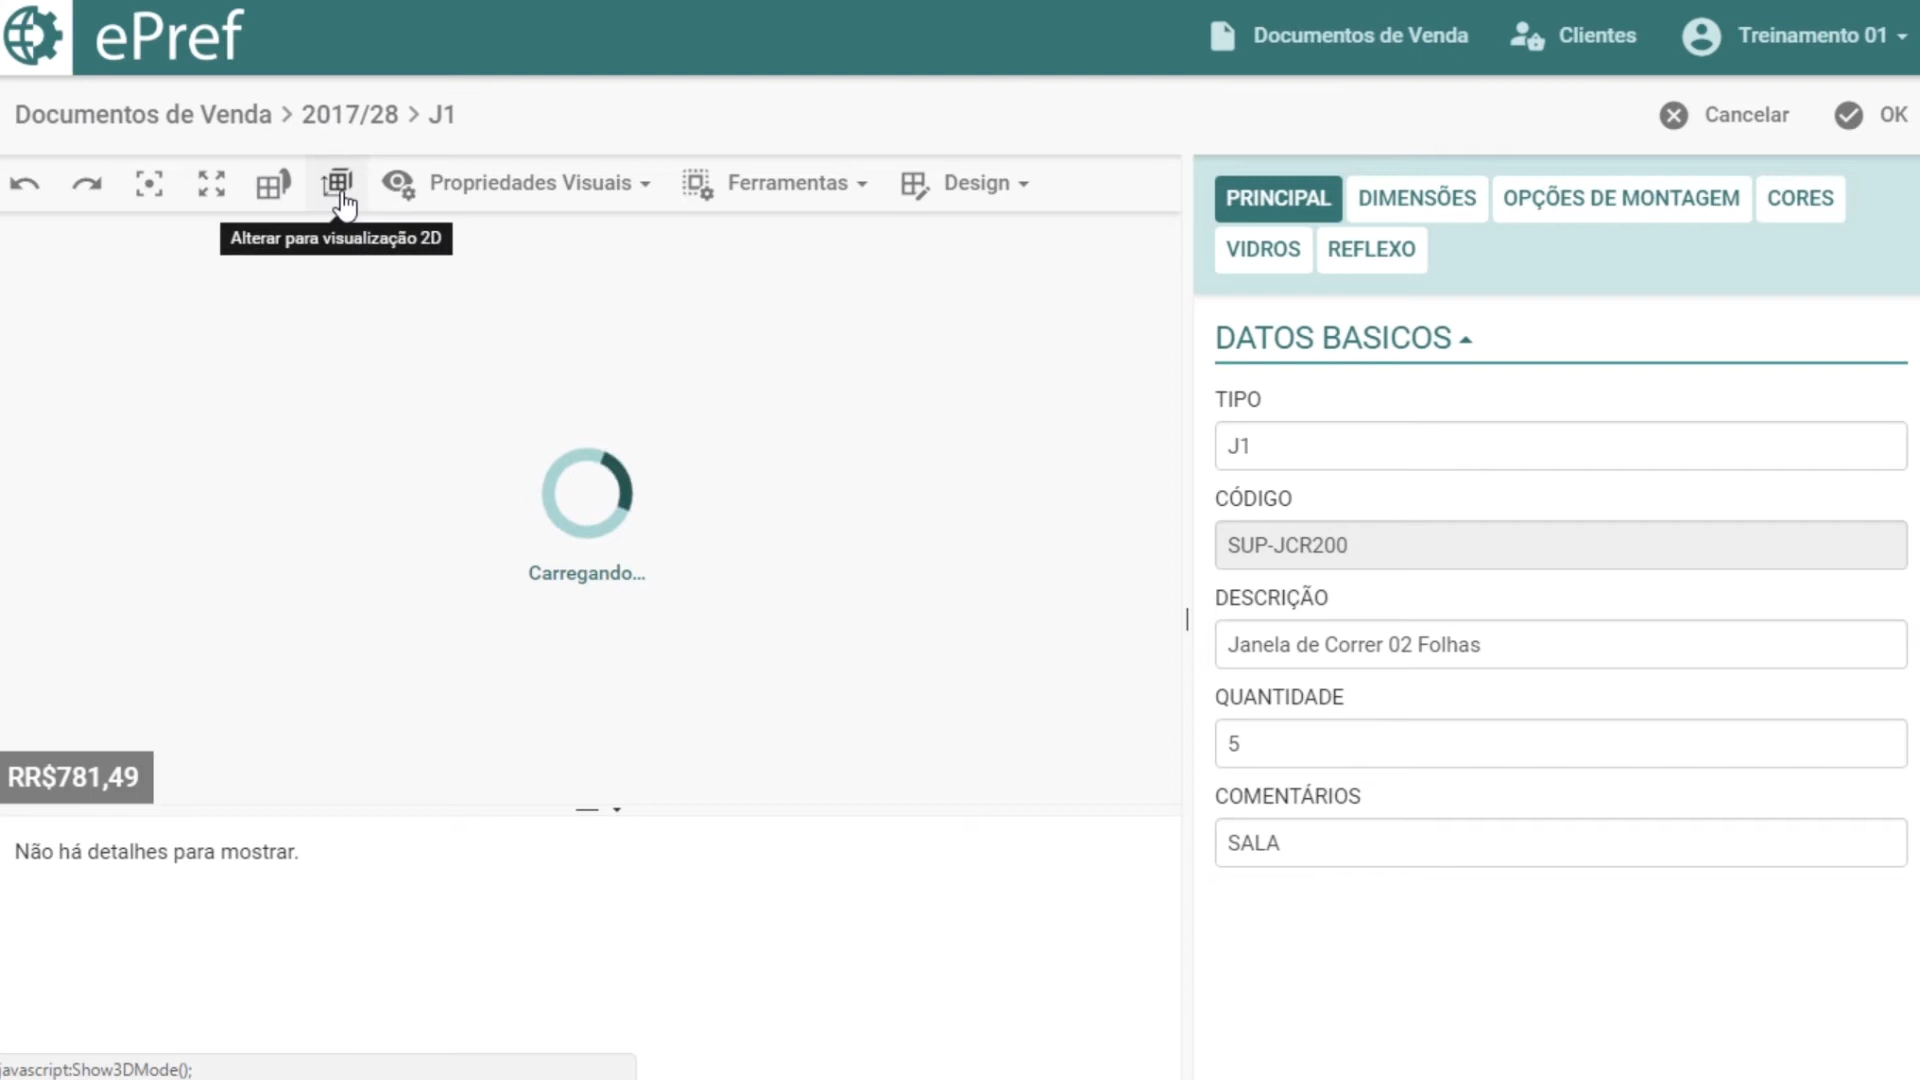 ePref
Documentos de Venda
Clientes
Treinamento 01
Documentos de Venda > 2017/28 > J1
Cancelar
OK
Propriedades Visuais
Ferramentas
Design
Alterar para visualização 2D
PRINCIPAL
DIMENSÕES
OPÇÕES DE MONTAGEM
CORES
VIDROS
REFLEXO
DATOS BASICOS
TIPO
J1
CÓDIGO
SUP-JCR200
DESCRIÇÃO
Janela de Correr 02 Folhas
QUANTIDADE
5
COMENTÁRIOS
SALA
Carregando...
RR$781,49
Não há detalhes para mostrar.
javascript:Show3DMode();